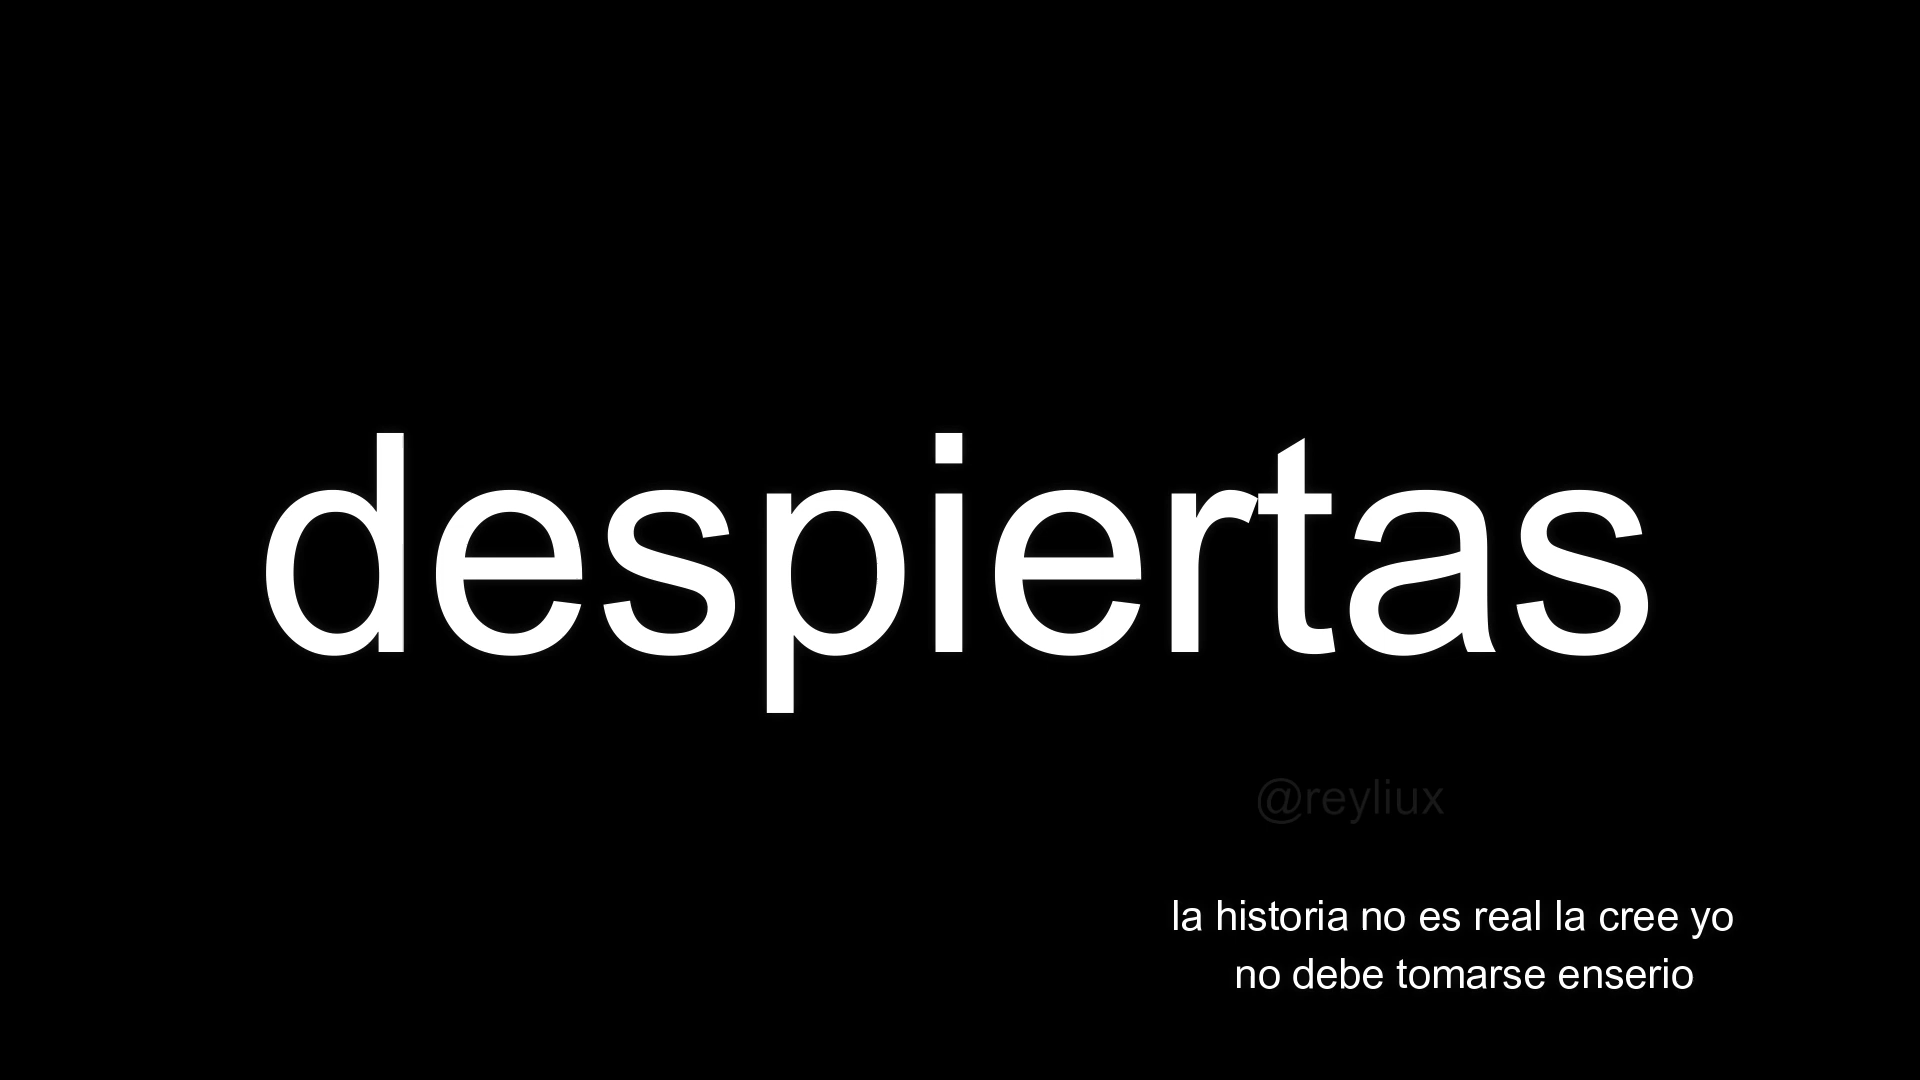 despiertas
@reyliux
la historia no es real la cree yo
no debe tomarse enserio